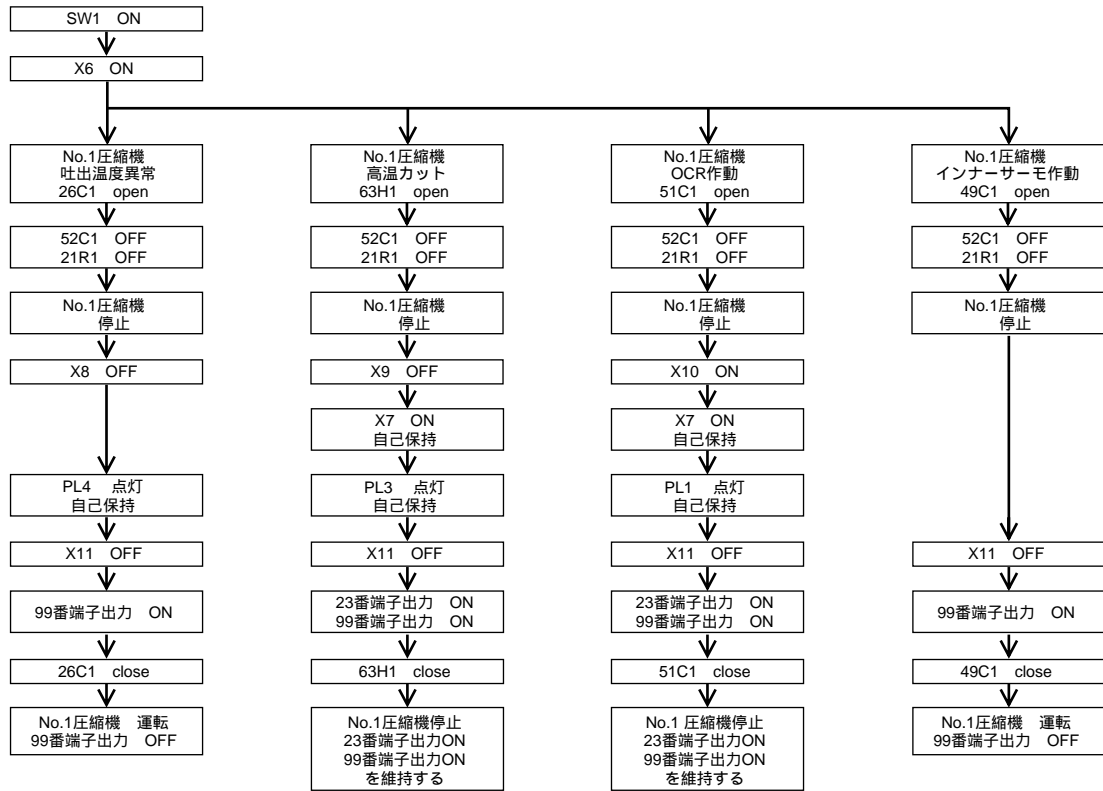 SW1　ON
X6　ON
No.1圧縮機
吐出温度異常
26C1　open
52C1　OFF
21R1　OFF
No.1圧縮機
停止
X8　OFF
PL4　点灯
自己保持
X11　OFF
99番端子出力　ON
26C1　close
No.1圧縮機　運転
99番端子出力　OFF
No.1圧縮機
高温カット
63H1　open
52C1　OFF
21R1　OFF
No.1圧縮機
停止
X9　OFF
X7　ON
自己保持
PL3　点灯
自己保持
X11　OFF
23番端子出力　ON
99番端子出力　ON
63H1　close
No.1圧縮機停止
23番端子出力ON
99番端子出力ON
を維持する
No.1圧縮機
OCR作動
51C1　open
52C1　OFF
21R1　OFF
No.1圧縮機
停止
X10　ON
X7　ON
自己保持
PL1　点灯
自己保持
X11　OFF
23番端子出力　ON
99番端子出力　ON
51C1　close
No.1 圧縮機停止
23番端子出力ON
99番端子出力ON
を維持する
No.1圧縮機
インナーサーモ作動
49C1　open
52C1　OFF
21R1　OFF
No.1圧縮機
停止
X11　OFF
99番端子出力　ON
49C1　close
No.1圧縮機　運転
99番端子出力　OFF